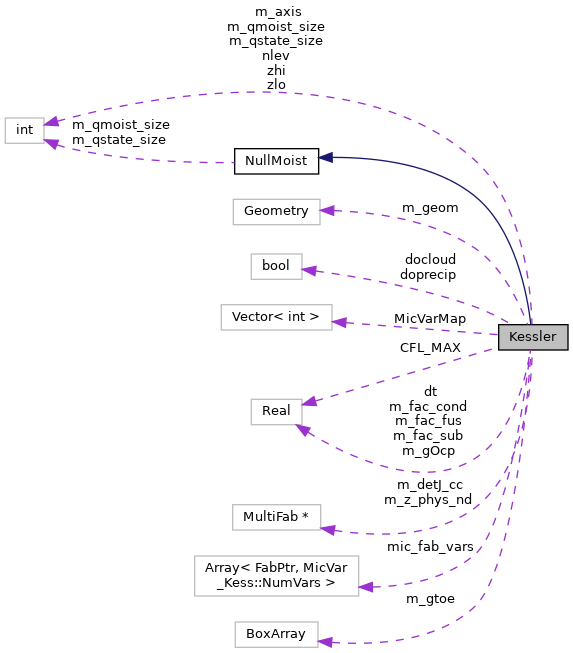 m_axis
m_qmoist_size
m_qstate_size
nlev
zhi
zlo
int
m_qmoist_size
m_qstate_size
NullMoist
Geometry
m_geom
bool
docloud
doprecip
Vector< int >
MicVarMap
Kessler
CFL_MAX
Real
dt
m_fac_cond
m_fac_fus
m_fac_sub
m_gOcp
MultiFab *
m_detJ_cc
m_z_phys_nd
Array< FabPtr, MicVar
_Kess::NumVars >
mic_fab_vars
BoxArray
m_gtoe